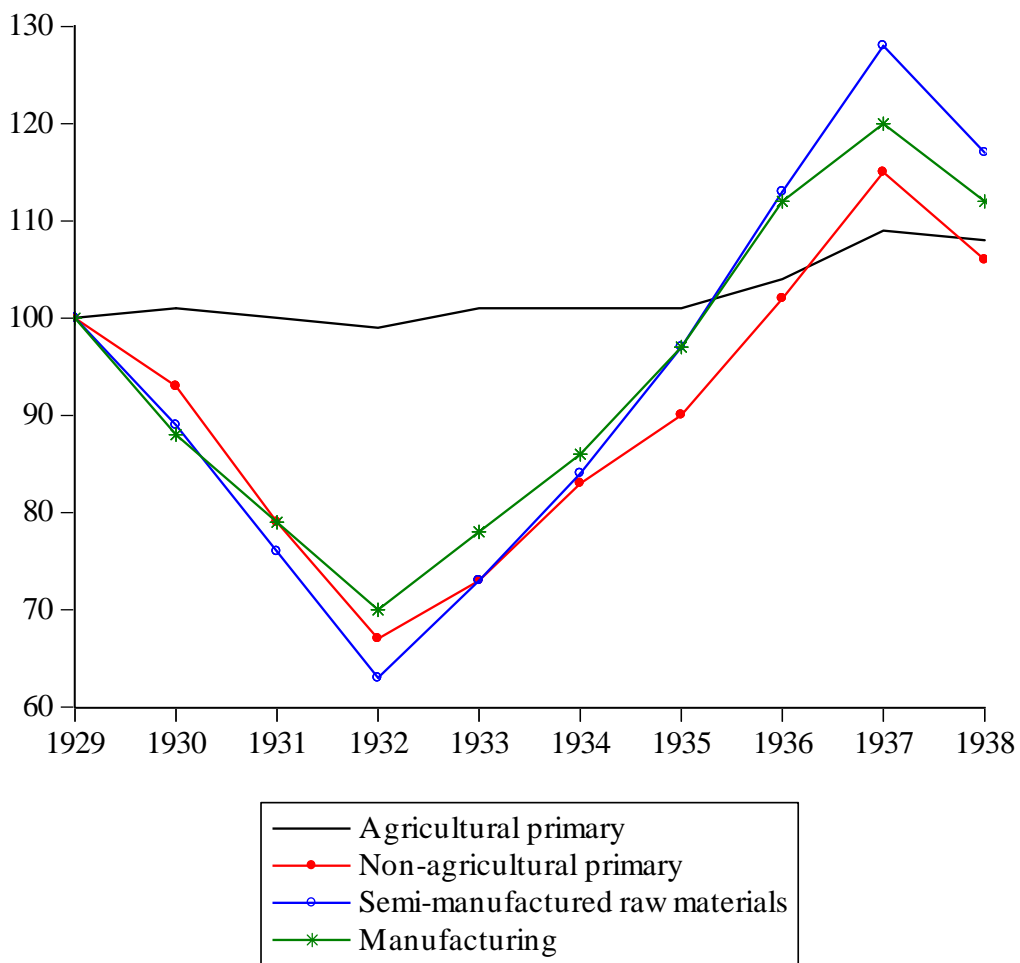 130
120
110
100
90
80
70
60
1929 1930 1931 1932 1933 1934 1935 1936 1937 1938
Agricultural primary
Non-agricultural primary
Semi-manufactured raw materials
Manufacturing